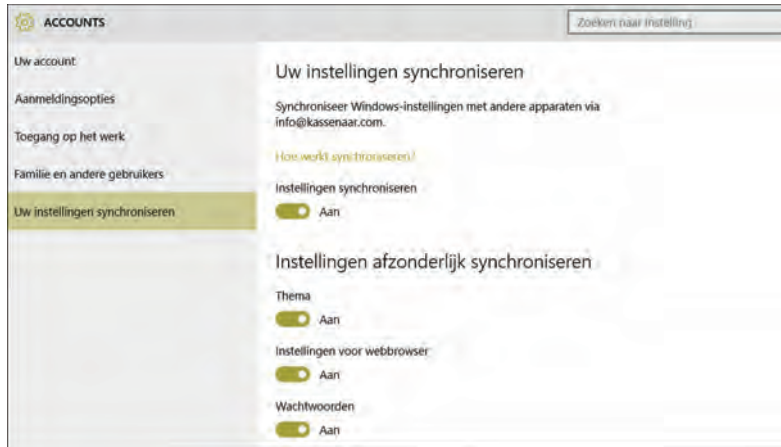 ACCOUNTS
Zoeken naar instelling
Uw account
Aanmeldingsopties
Toegang op het werk
Familie en andere gebruikers
Uw instellingen synchroniseren
Uw instellingen synchroniseren
Synchroniseer Windows-instellingen met andere apparaten via
info@kassenaar.com.
Hoe werkt synchroniseren?
Instellingen synchroniseren
Aan
Instellingen afzonderlijk synchroniseren
Thema
Aan
Instellingen voor webbrowser
Aan
Wachtwoorden
Aan